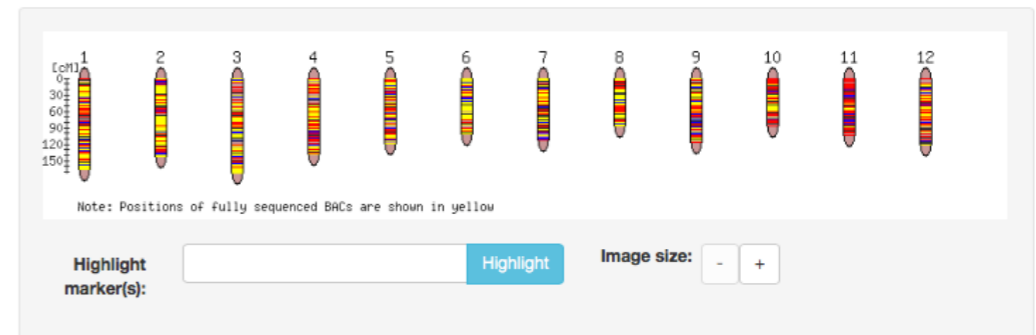 1 2 3 4 5 6 7 8 9 10 11 12
[cM]
0
30
60
90
120
150
Note: Positions of fully sequenced BACs are shown in yellow
Highlight marker(s):
Highlight
Image size:
-
+